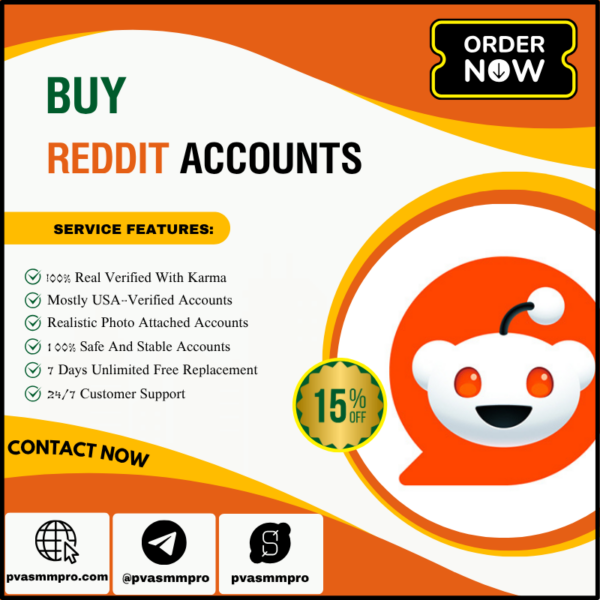 ORDER
NOW
BUY
REDDIT ACCOUNTS
SERVICE FEATURES:
100% Real Verified With Karma
Mostly USA-Verified Accounts
Realistic Photo Attached Accounts
100% Safe And Stable Accounts
7 Days Unlimited Free Replacement
24/7 Customer Support
15%
OFF
CONTACT NOW
pvasmmpro.com
@pvasmmpro
pvasmmpro